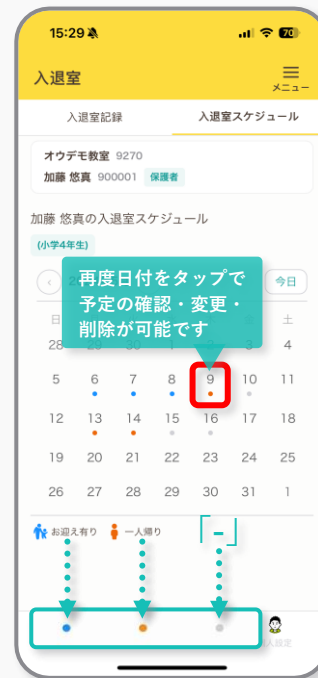 15:29
70
入退室
メニュー
入退室記録
入退室スケジュール
オウデモ教室 9270
加藤 悠真 900001 保護者
加藤 悠真の入退室スケジュール
(小学4年生)
再度日付をタップで
予定の確認・変更・
削除が可能です
今日
日 土
28 29 30 1 2 3 4
5 6 7 8 9 10 11
12 13 14 15 16 17 18
19 20 21 22 23 24 25
26 27 28 29 30 31 1
お迎え有り 一人帰り 「-」